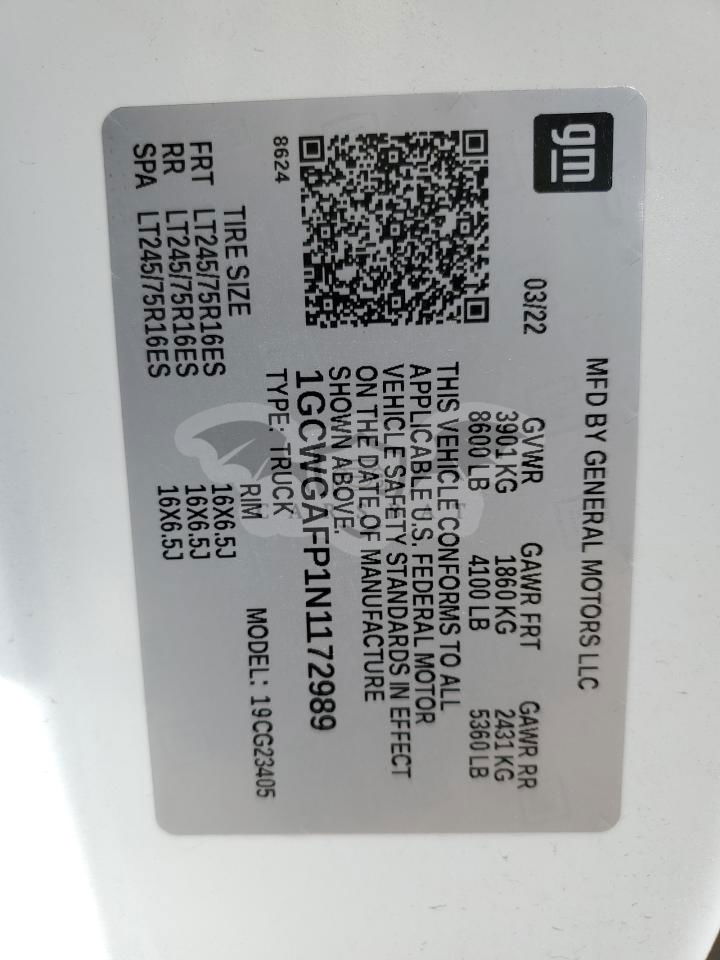 gm
MFD BY GENERAL MOTORS LLC
03/22
GVWR GAWR FRT GAWR RR
3901 KG 1860 KG 2431 KG
8600 LB 4100 LB 5360 LB
THIS VEHICLE CONFORMS TO ALL
APPLICABLE U.S. FEDERAL MOTOR
VEHICLE SAFETY STANDARDS IN EFFECT
ON THE DATE OF MANUFACTURE
SHOWN ABOVE.
1GCWGAFP1N1172989
8624
TYPE: TRUCK MODEL: 19CG23405
TIRE SIZE RIM
FRT LT245/75R16ES 16X6.5J
RR LT245/75R16ES 16X6.5J
SPA LT245/75R16ES 16X6.5J